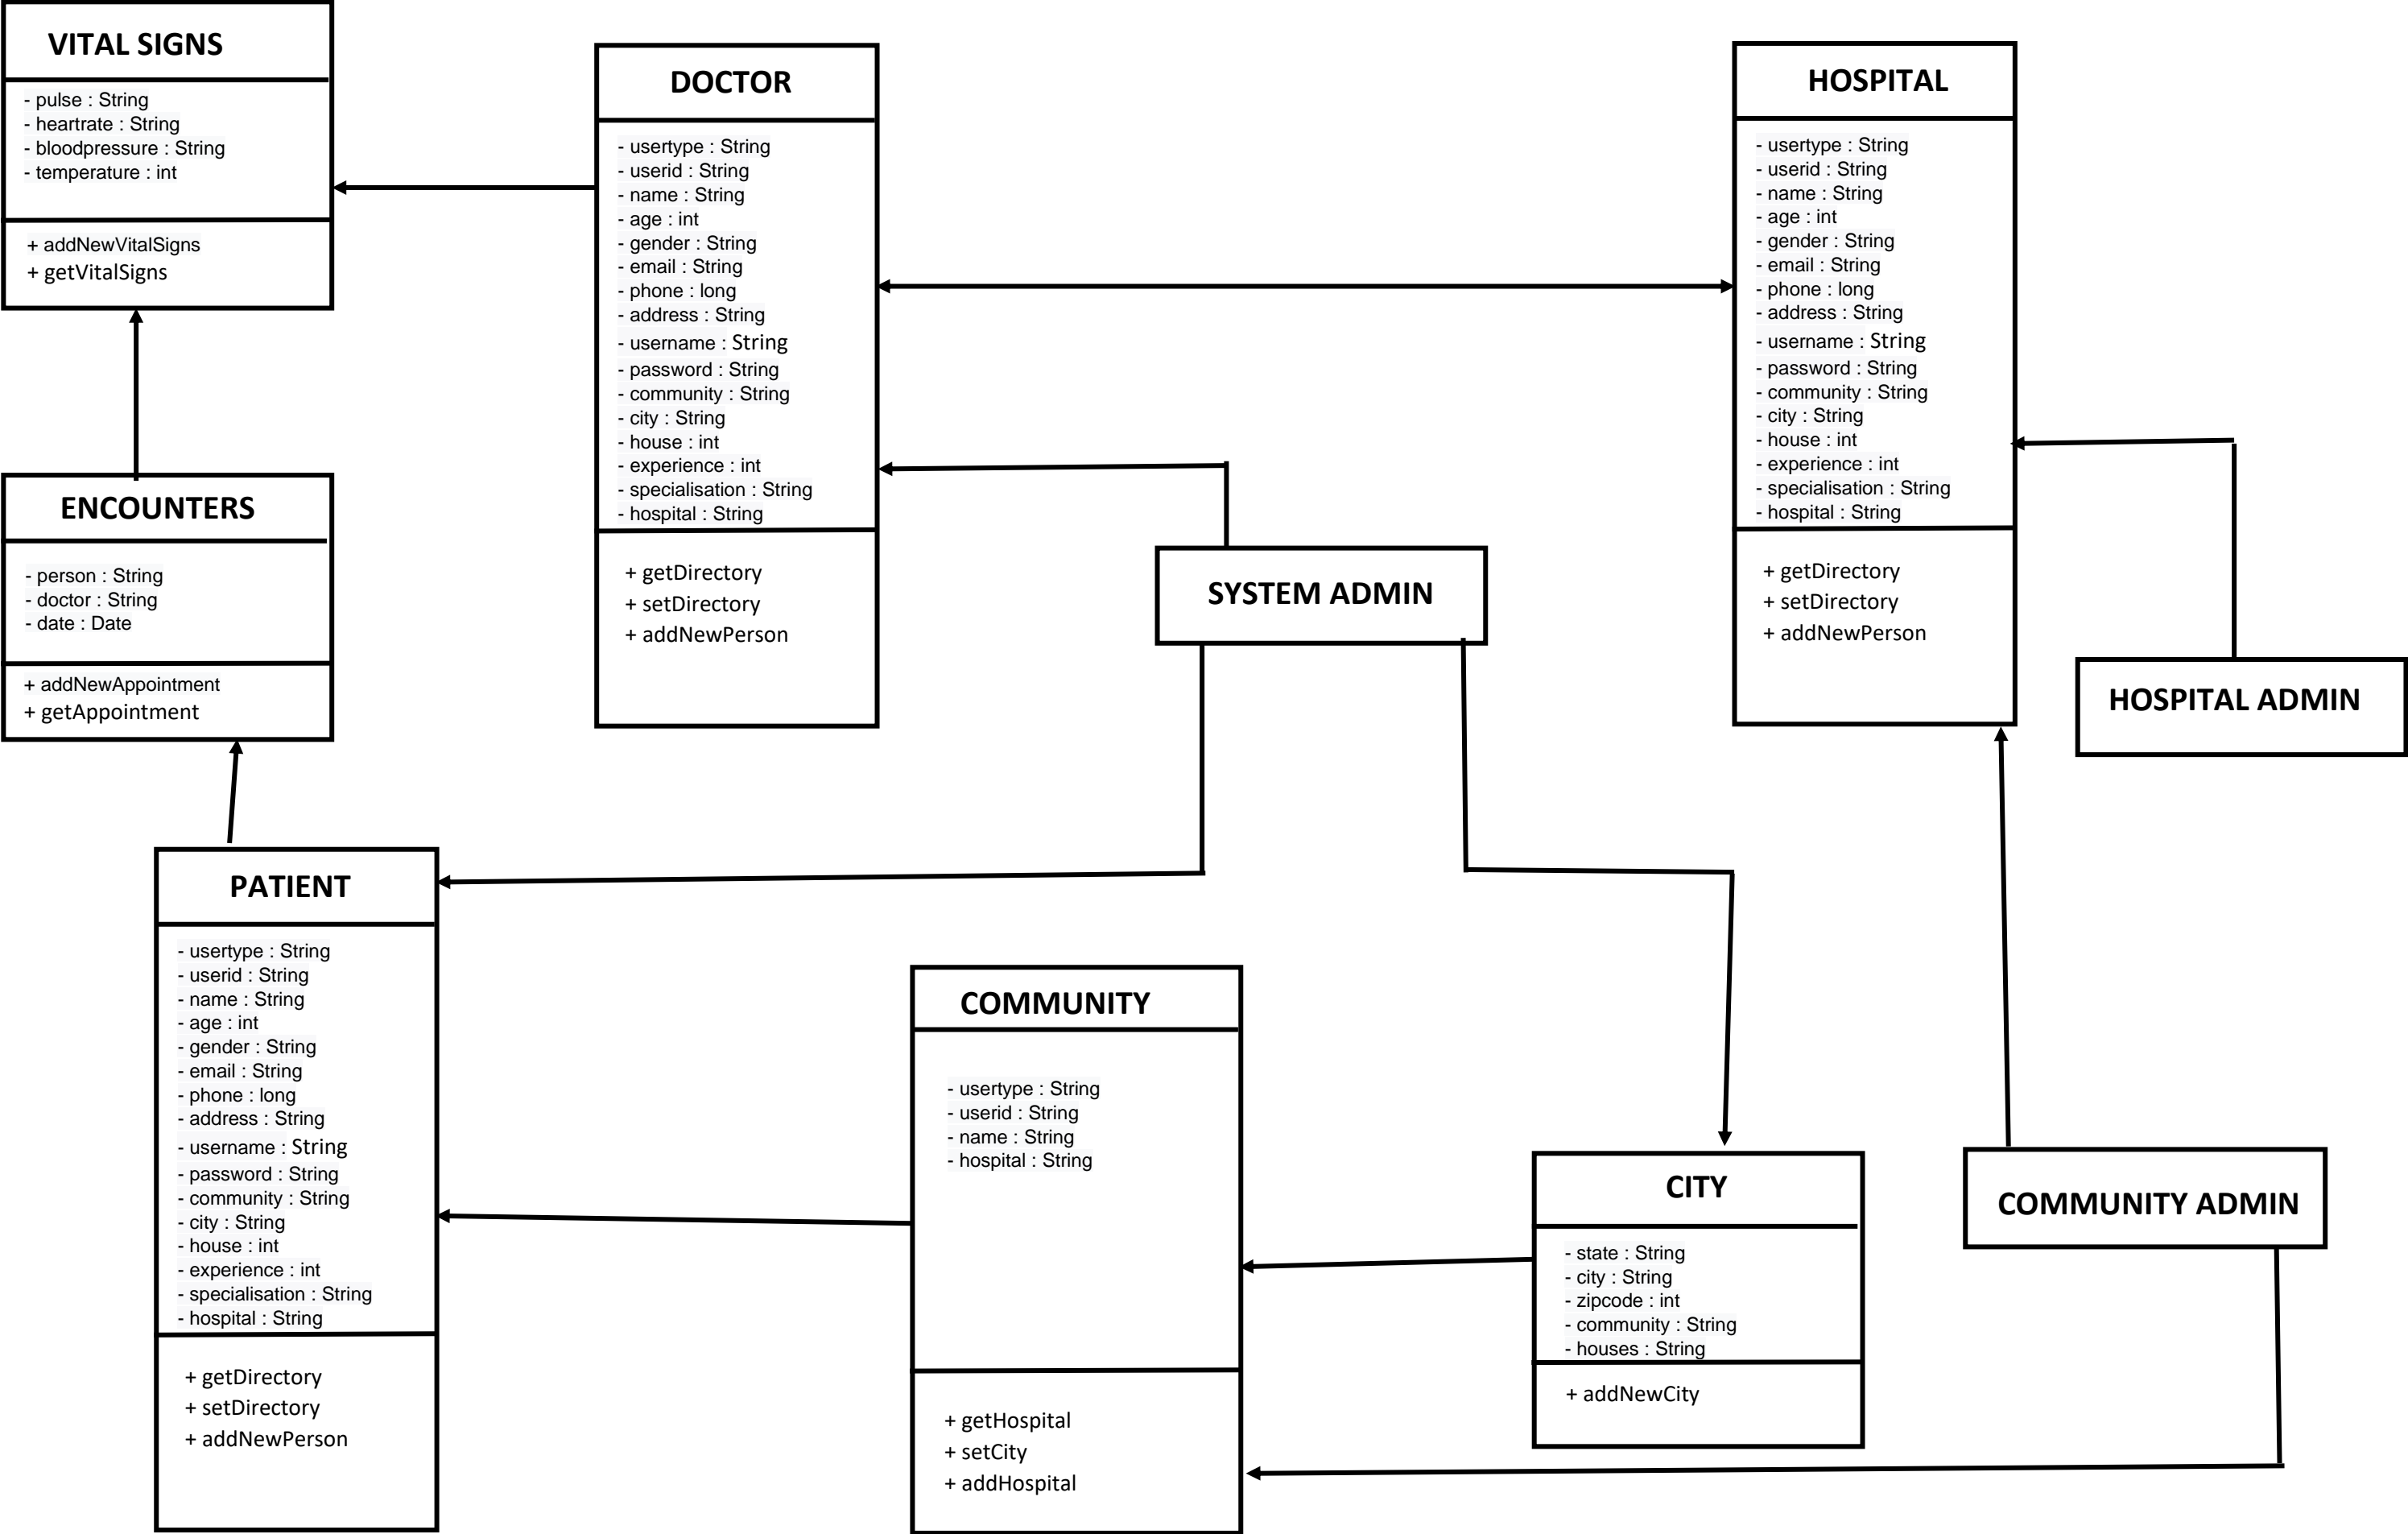 VITAL SIGNS
- pulse : String
- heartrate : String
- bloodpressure : String
- temperature : int
+ addNewVitalSigns
+ getVitalSigns
DOCTOR
- usertype : String
- userid : String
- name : String
- age : int
- gender : String
- email : String
- phone : long
- address : String
- username : String
- password : String
- community : String
- city : String
- house : int
- experience : int
- specialisation : String
- hospital : String
+ getDirectory
+ setDirectory
+ addNewPerson
HOSPITAL
- usertype : String
- userid : String
- name : String
- age : int
- gender : String
- email : String
- phone : long
- address : String
- username : String
- password : String
- community : String
- city : String
- house : int
- experience : int
- specialisation : String
- hospital : String
+ getDirectory
+ setDirectory
+ addNewPerson
ENCOUNTERS
- person : String
- doctor : String
- date : Date
+ addNewAppointment
+ getAppointment
SYSTEM ADMIN
HOSPITAL ADMIN
PATIENT
- usertype : String
- userid : String
- name : String
- age : int
- gender : String
- email : String
- phone : long
- address : String
- username : String
- password : String
- community : String
- city : String
- house : int
- experience : int
- specialisation : String
- hospital : String
+ getDirectory
+ setDirectory
+ addNewPerson
COMMUNITY
- usertype : String
- userid : String
- name : String
- hospital : String
+ getHospital
+ setCity
+ addHospital
CITY
- state : String
- city : String
- zipcode : int
- community : String
- houses : String
+ addNewCity
COMMUNITY ADMIN